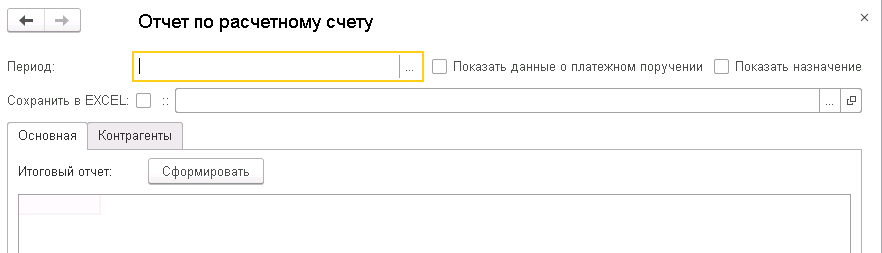 Отчет по расчетному счету
Период: ... Показать данные о платежном поручении Показать назначение
Сохранить в EXCEL: :: ...
Основная Контрагенты
Итоговый отчет: Сформировать